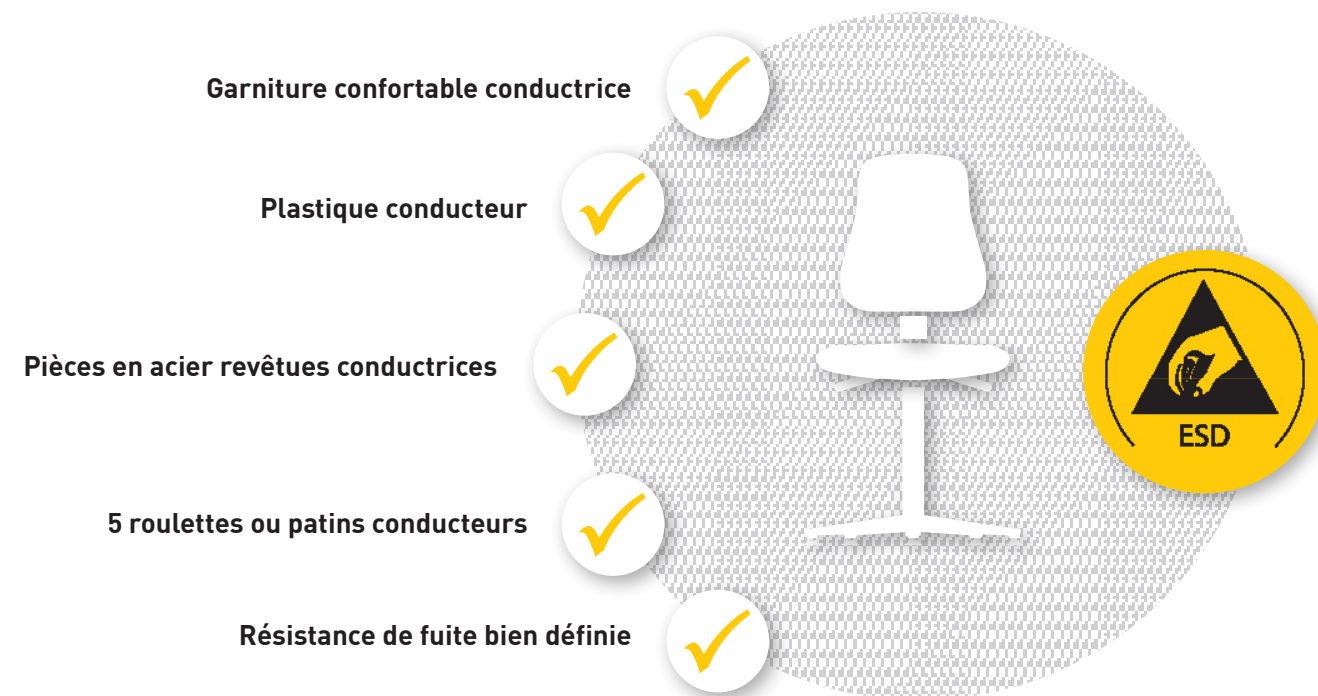 Garniture confortable conductrice
Plastique conducteur
Pièces en acier revêtues conductrices
ESD
5 roulettes ou patins conducteurs
Résistance de fuite bien définie